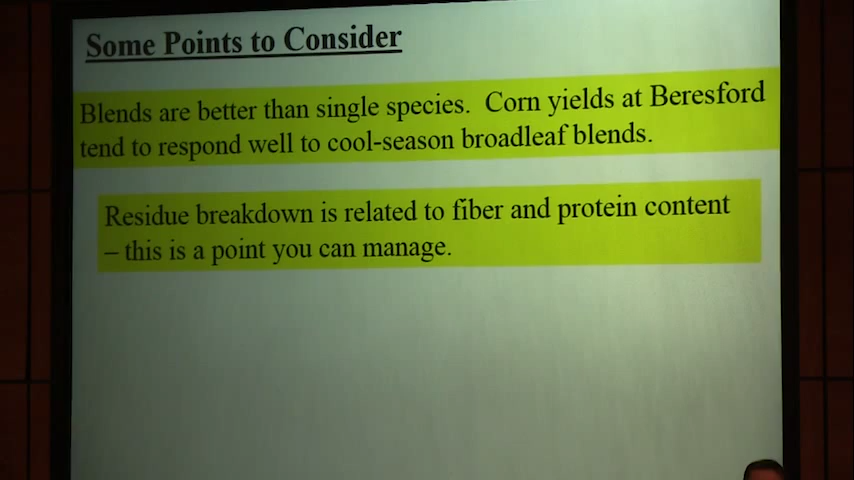 Some Points to Consider
Blends are better than single species.  Corn yields at Beresford
tend to respond well to cool-season broadleaf blends.
Residue breakdown is related to fiber and protein content
– this is a point you can manage.